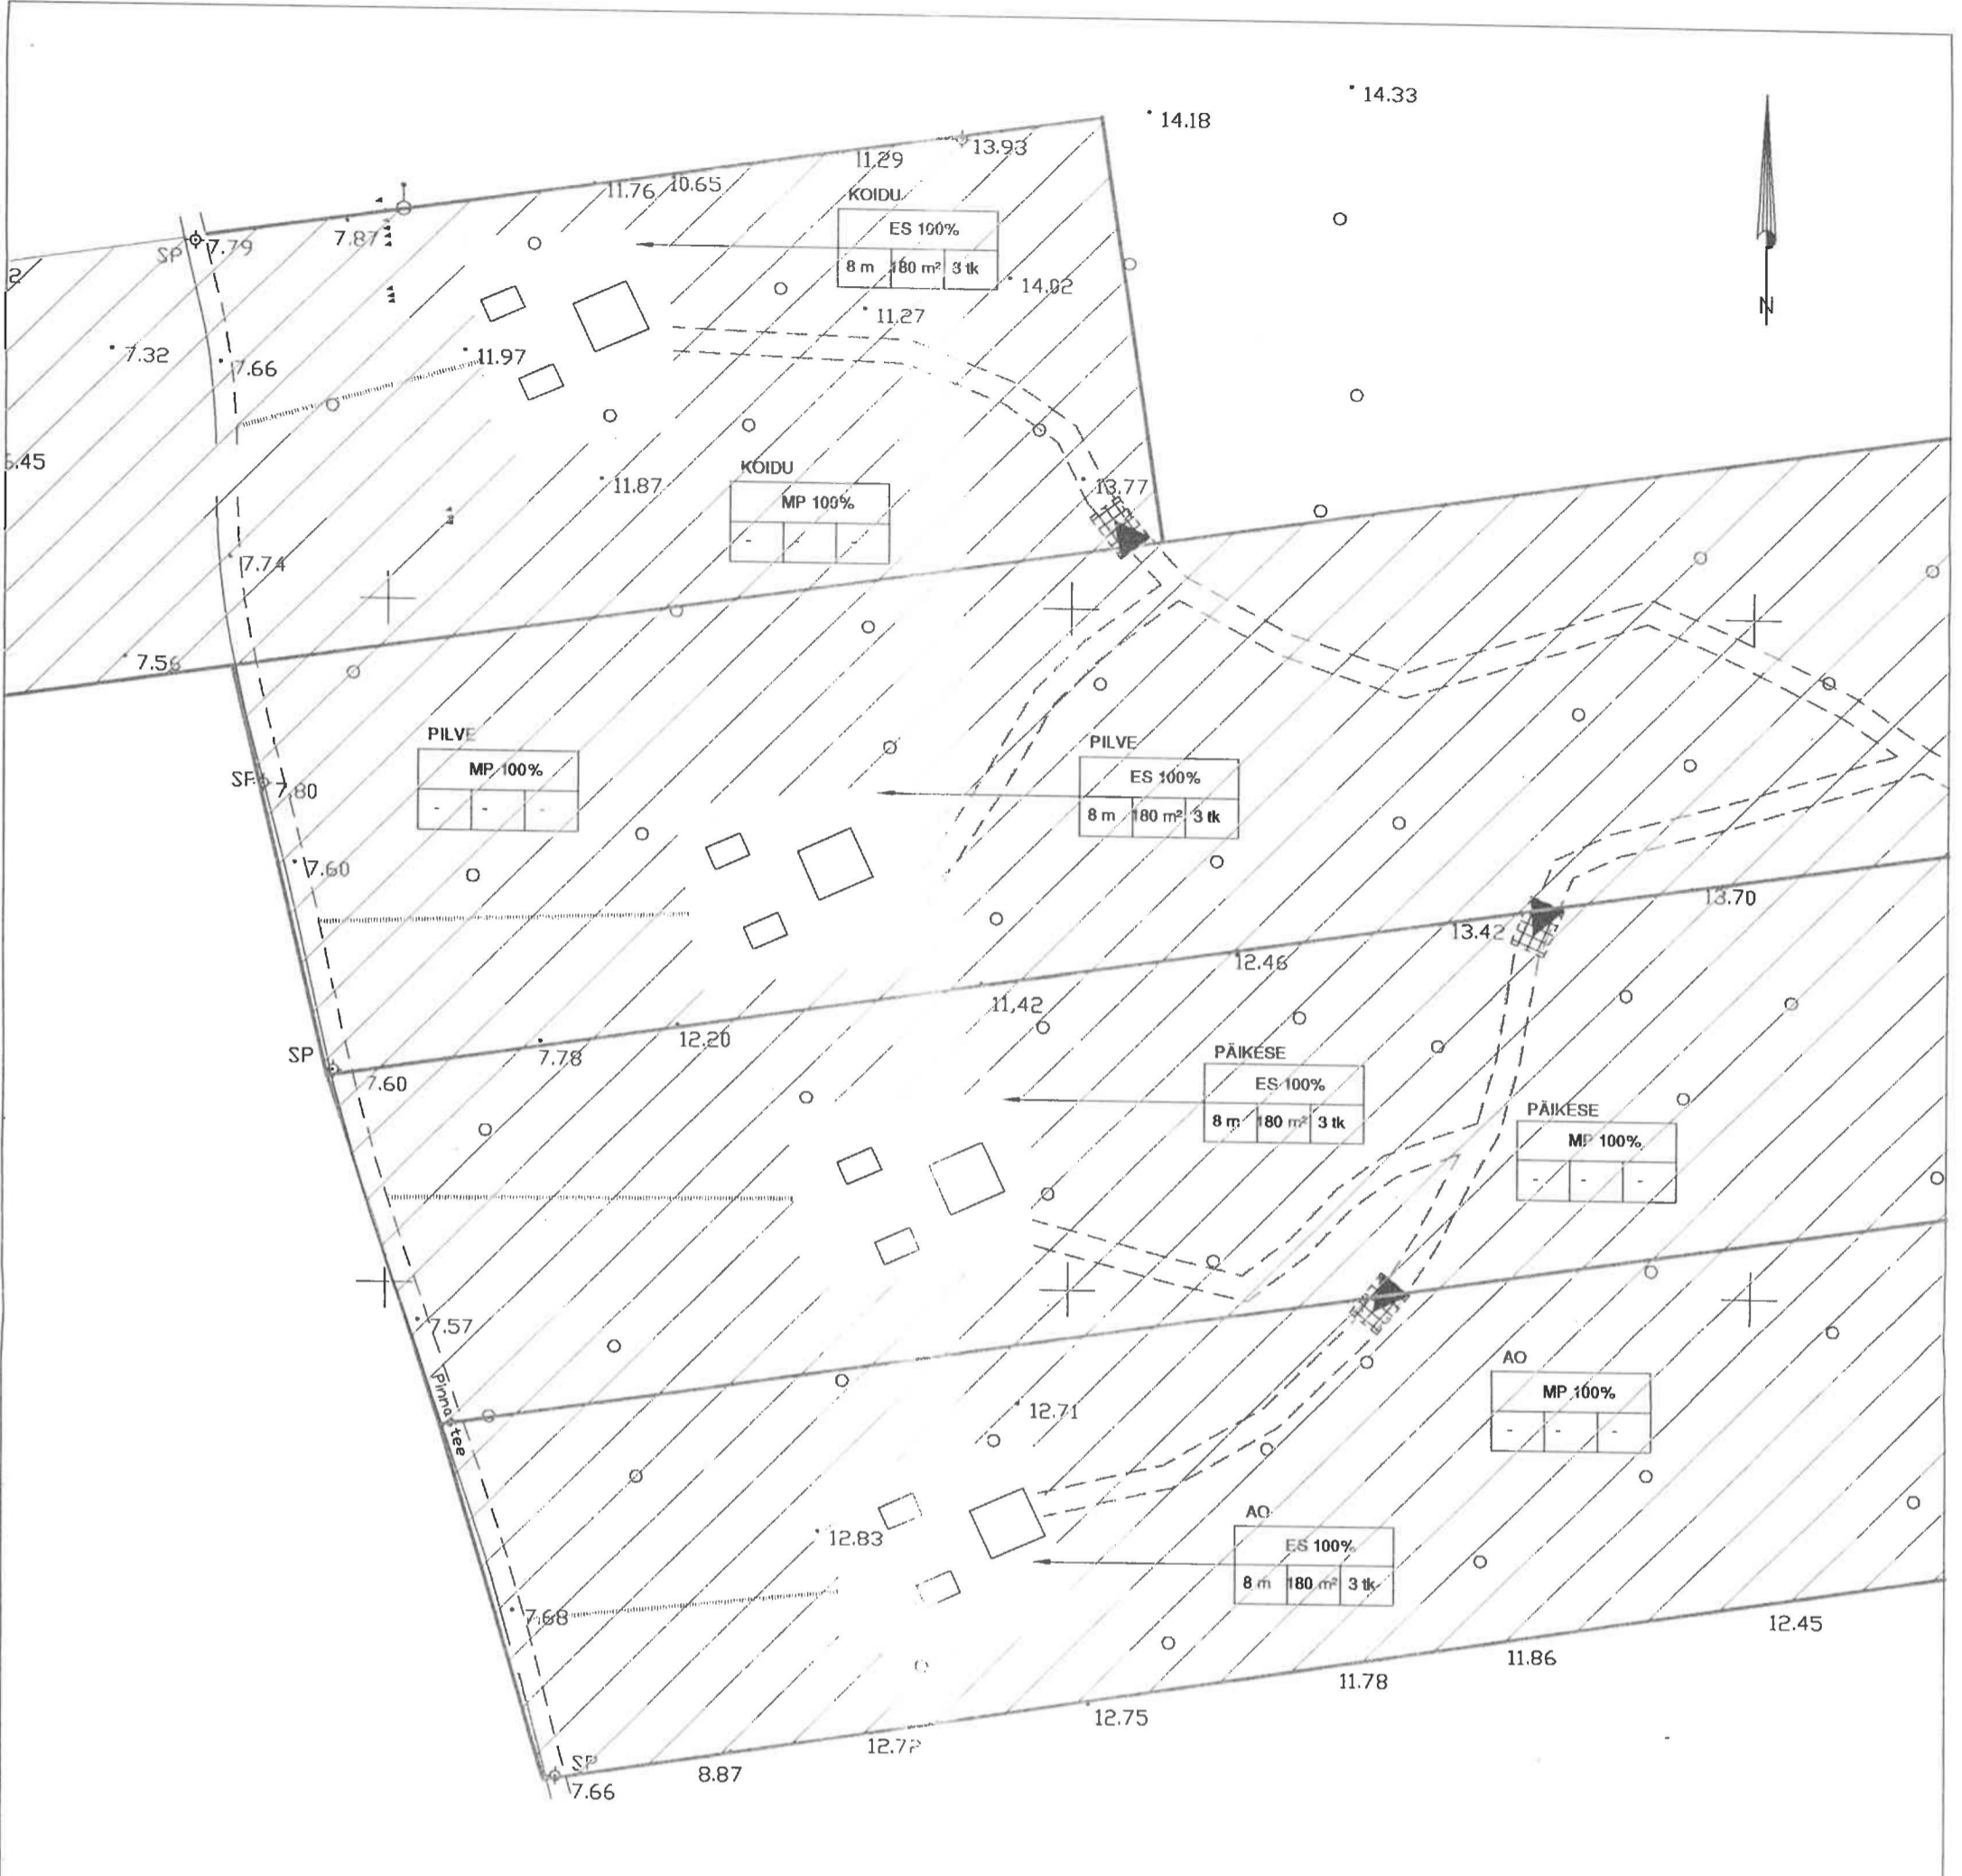 14.33
14.18
13.93
11.29
11.76 10.65
KOIDU
ES 100%
8 m 180 m² 3 tk
7.87
SP 7.79
2
14.02
11.27
7.32
7.66
11.97
.45
KOIDU
MP 100%
- - -
11.87
13.77
N
7.74
7.56
PILVE
MP 100%
- - -
PILVE
ES 100%
8 m 180 m² 3 tk
SP 7.80
7.60
13.70
13.42
12.46
11,42
12.20
7.78
SP
7.60
PÄIKESE
ES 100%
8 m 180 m² 3 tk
PÄIKESE
MP 100%
- - -
7.57
Pinnastee
AO
MP 100%
- - -
12.71
12.83
AO
ES 100%
8 m 180 m² 3 tk
7.68
12.45
11.86
11.78
12.75
12.72
8.87
SP
7.66